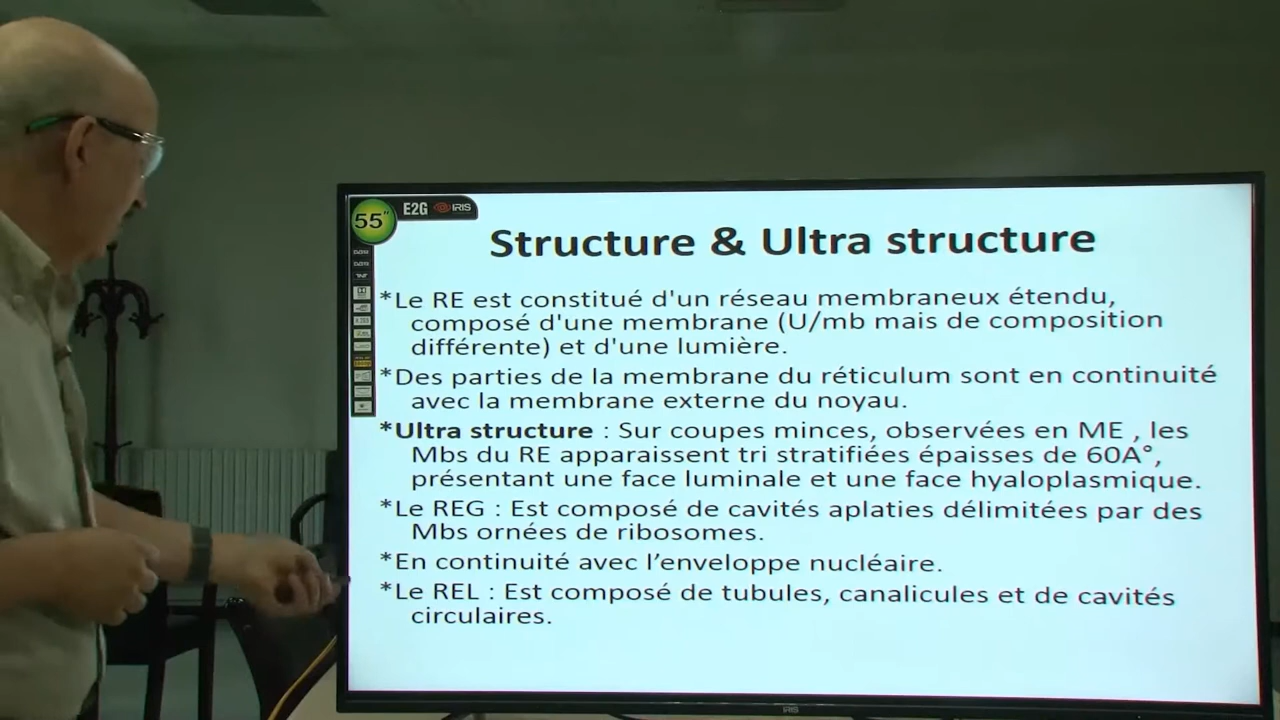 55"
E2G IRIS
Structure & Ultra structure
*Le RE est constitué d'un réseau membraneux étendu,
composé d'une membrane (U/mb mais de composition
différente) et d'une lumière.
*Des parties de la membrane du réticulum sont en continuité
avec la membrane externe du noyau.
*Ultra structure : Sur coupes minces, observées en ME , les
Mbs du RE apparaissent tri stratifiées épaisses de 60A°,
présentant une face luminale et une face hyaloplasmique.
*Le REG : Est composé de cavités aplaties délimitées par des
Mbs ornées de ribosomes.
*En continuité avec l’enveloppe nucléaire.
*Le REL : Est composé de tubules, canalicules et de cavités
circulaires.
IRIS